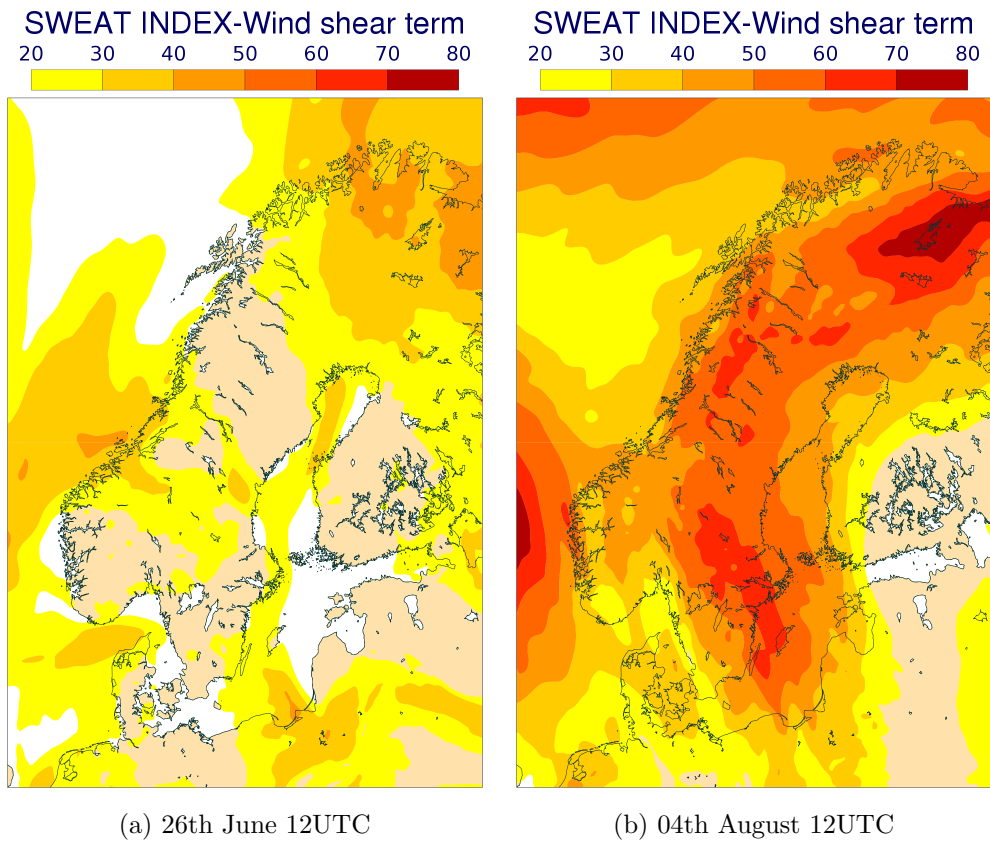 SWEAT INDEX-Wind shear term
20 30 40 50 60 70 80
SWEAT INDEX-Wind shear term
20 30 40 50 60 70 80
(a) 26th June 12UTC
(b) 04th August 12UTC